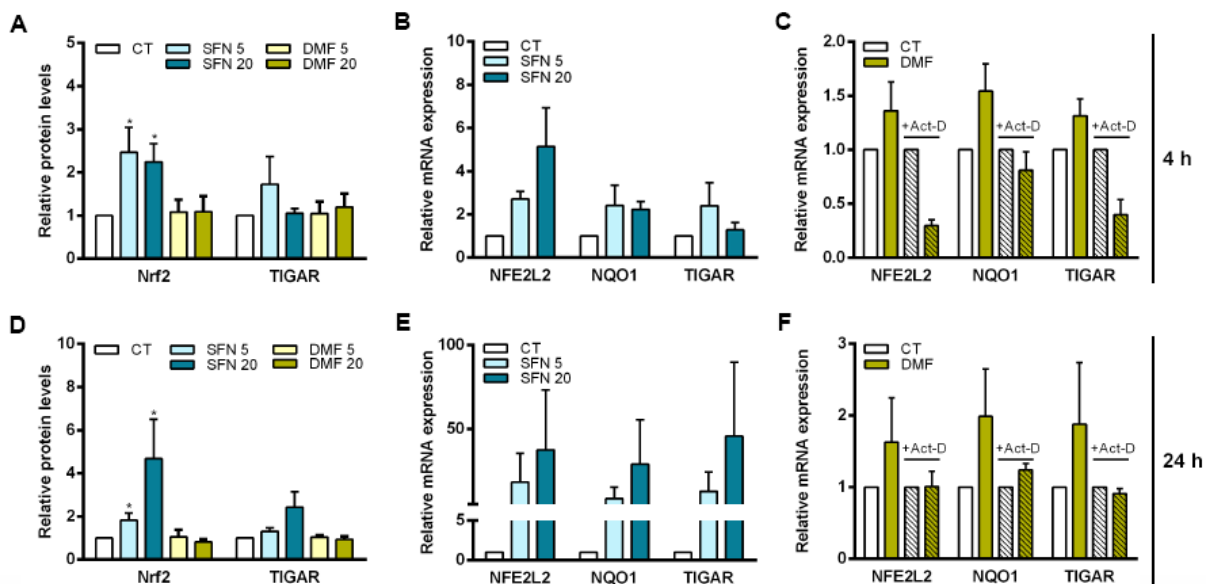 A
Relative protein levels
5
4
3
2
1
0
CT
SFN 5
SFN 20
DMF 5
DMF 20
* *
Nrf2 TIGAR
B
Relative mRNA expression
10
8
6
4
2
0
CT
SFN 5
SFN 20
NFE2L2 NQO1 TIGAR
C
Relative mRNA expression
2.0
1.5
1.0
0.5
0.0
CT
DMF
+Act-D +Act-D +Act-D
NFE2L2 NQO1 TIGAR
4 h
D
Relative protein levels
10
8
6
4
2
0
CT
SFN 5
SFN 20
DMF 5
DMF 20
* *
Nrf2 TIGAR
E
Relative mRNA expression
100
50
5
0
CT
SFN 5
SFN 20
NFE2L2 NQO1 TIGAR
F
Relative mRNA expression
3
2
1
0
CT
DMF
+Act-D +Act-D +Act-D
NFE2L2 NQO1 TIGAR
24 h